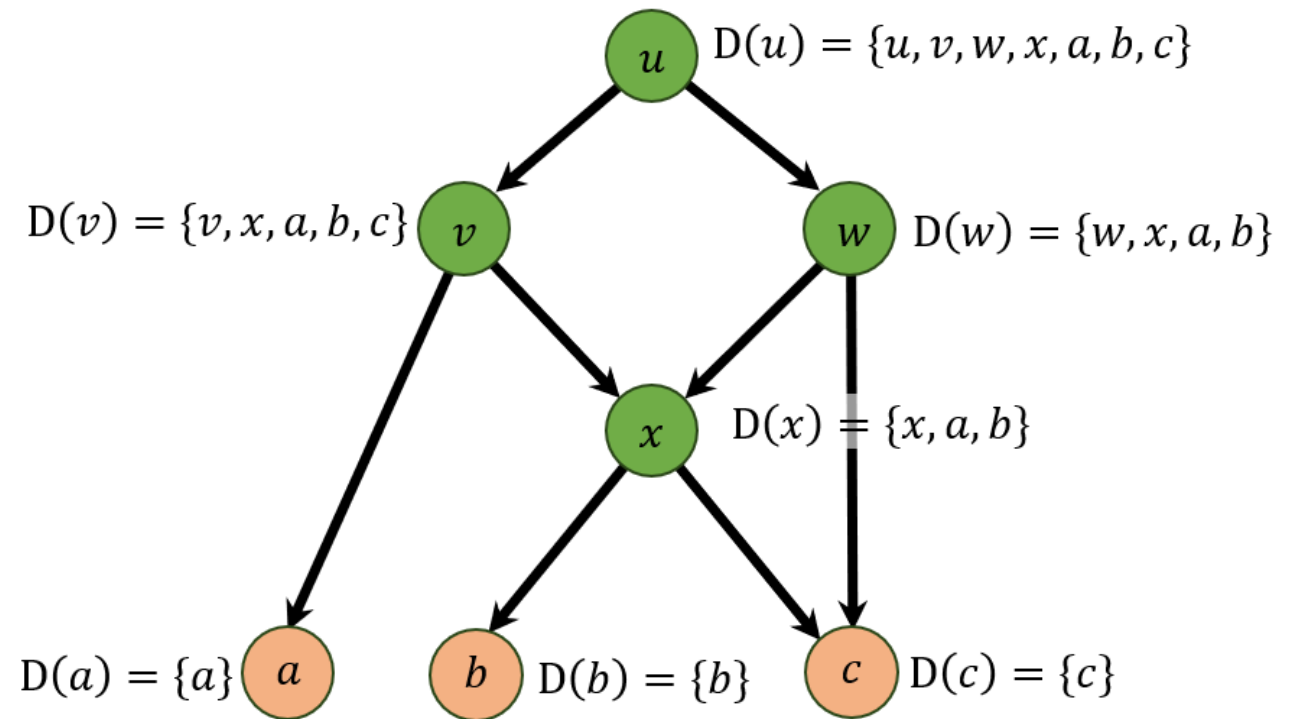 u
D(u) = {u, v, w, x, a, b, c}
D(v) = {v, x, a, b, c}
v
w
D(w) = {w, x, a, b}
x
D(x) = {x, a, b}
D(a) = {a}
a
b
D(b) = {b}
c
D(c) = {c}